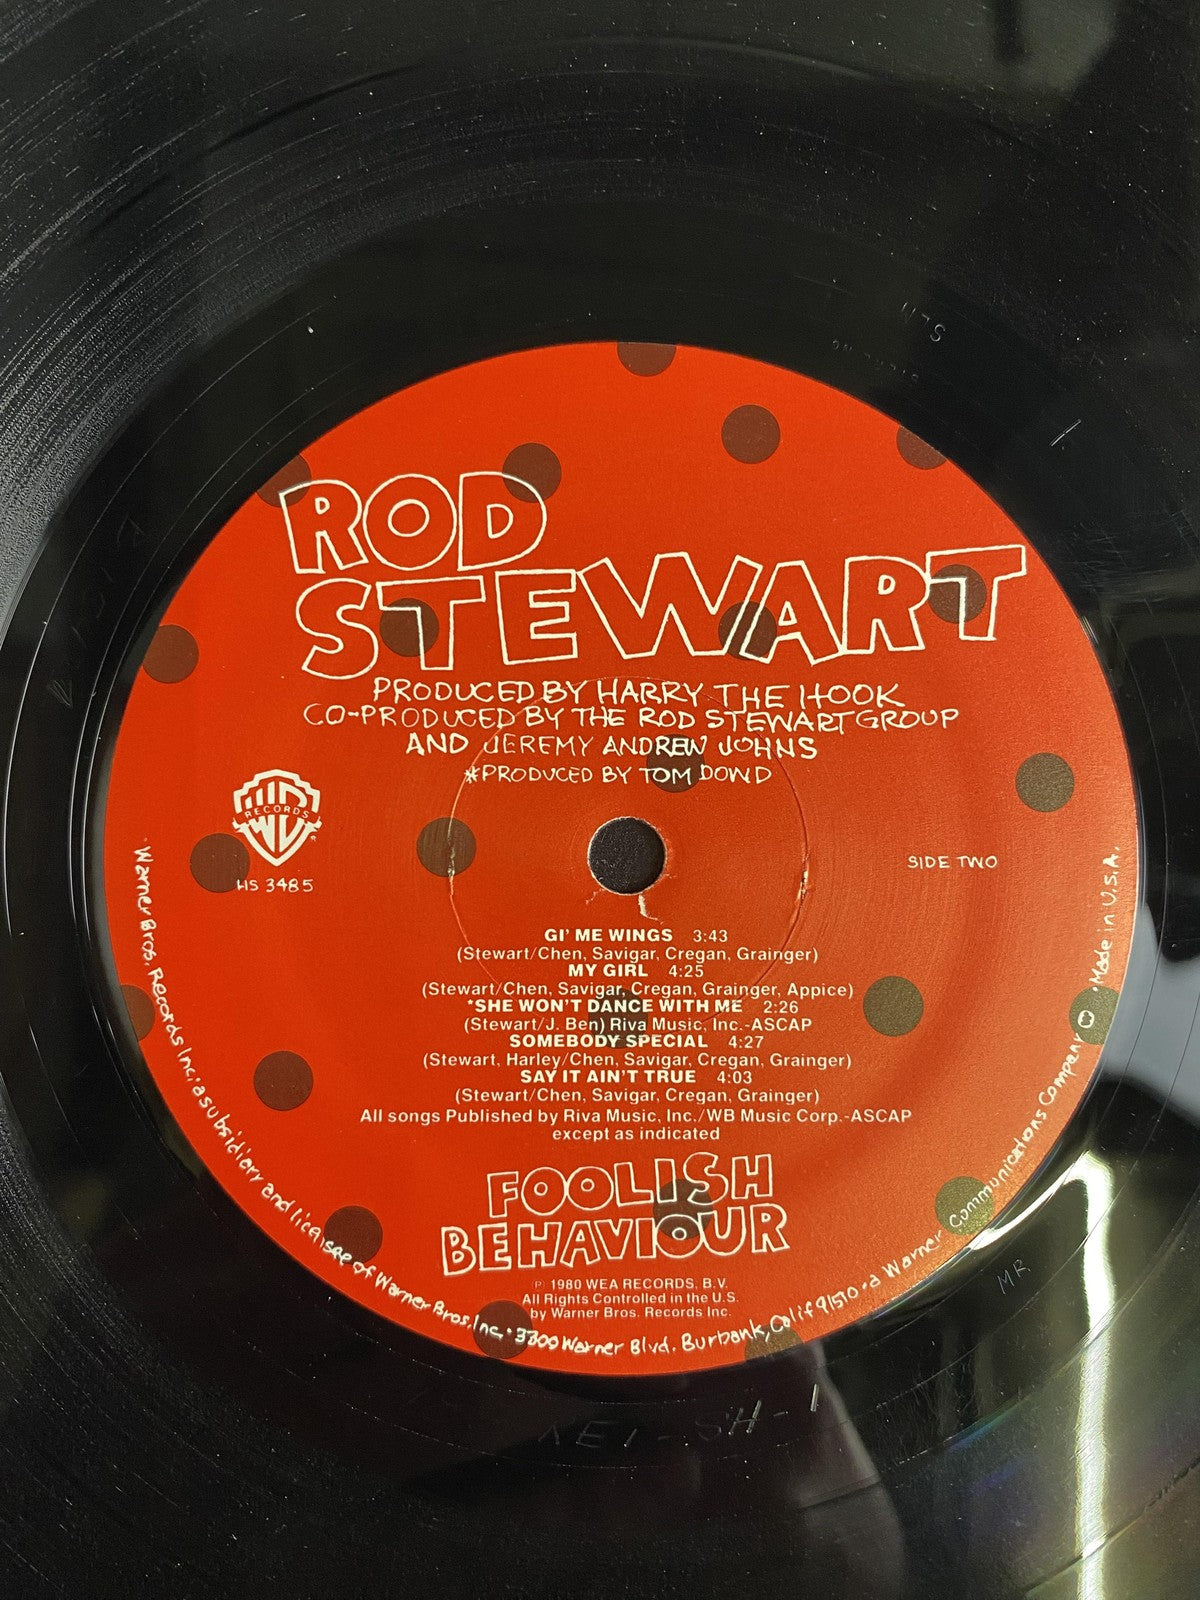 ROD
STEWART
PRODUCED BY HARRY THE HOOK
CO-PRODUCED BY THE ROD STEWART GROUP
AND JEREMY ANDREW JOHNS
*PRODUCED BY TOM DOWD
WB
RECORDS
®
HS 3485
SIDE TWO
GI' ME WINGS 3:43
(Stewart/Chen, Savigar, Cregan, Grainger)
MY GIRL 4:25
(Stewart/Chen, Savigar, Cregan, Grainger, Appice)
*SHE WON'T DANCE WITH ME 2:26
(Stewart/J. Ben) Riva Music, Inc.-ASCAP
SOMEBODY SPECIAL 4:27
(Stewart, Harley/Chen, Savigar, Cregan, Grainger)
SAY IT AIN'T TRUE 4:03
(Stewart/Chen, Savigar, Cregan, Grainger)
All songs Published by Riva Music, Inc./WB Music Corp.-ASCAP
except as indicated
FOOLISH
BEHAVIOUR
℗ 1980 WEA RECORDS, B.V.
All Rights Controlled in the U.S.
by Warner Bros. Records Inc.
·Warner Bros. Records Inc; a subsidiary and licensee of Warner Bros. Inc. · 3300 Warner Blvd. Burbank, Calif 91510 · a Warner Communications Company · Made in U.S.A.
MR
SH-1